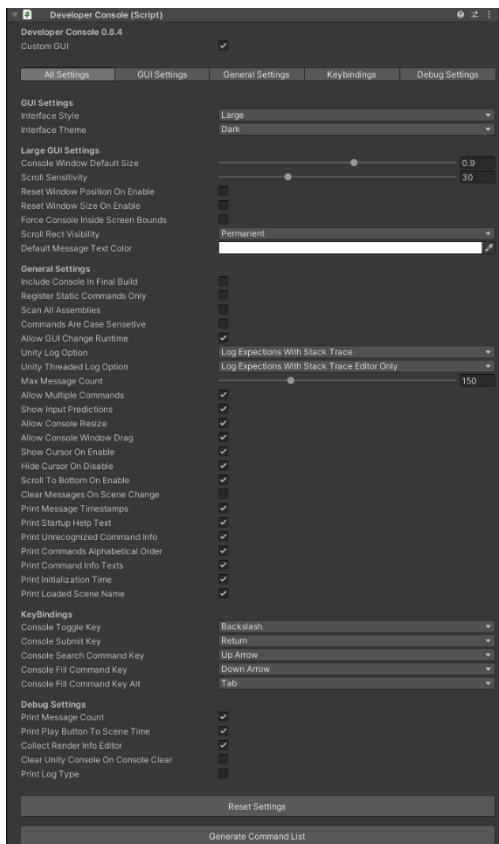 Developer Console (Script)
Developer Console 0.8.4
Custom GUI
All Settings GUI Settings General Settings Keybindings Debug Settings
GUI Settings
Interface Style Large
Interface Theme Dark
Large GUI Settings
Console Window Default Size 0.9
Scroll Sensitivity 30
Reset Window Position On Enable
Reset Window Size On Enable
Force Console Inside Screen Bounds
Scroll Rect Visibility Permanent
Default Message Text Color
General Settings
Include Console In Final Build
Register Static Commands Only
Scan All Assemblies
Commands Are Case Sensetive
Allow GUI Change Runtime
Unity Log Option Log Expections With Stack Trace
Unity Threaded Log Option Log Expections With Stack Trace Editor Only
Max Message Count 150
Allow Multiple Commands
Show Input Predictions
Allow Console Resize
Allow Console Window Drag
Show Cursor On Enable
Hide Cursor On Disable
Scroll To Bottom On Enable
Clear Messages On Scene Change
Print Message Timestamps
Print Startup Help Text
Print Unrecognized Command Info
Print Commands Alphabetical Order
Print Command Info Texts
Print Initialization Time
Print Loaded Scene Name
KeyBindings
Console Toggle Key Backslash
Console Submit Key Return
Console Search Command Key Up Arrow
Console Fill Command Key Down Arrow
Console Fill Command Key Alt Tab
Debug Settings
Print Message Count
Print Play Button To Scene Time
Collect Render Info Editor
Clear Unity Console On Console Clear
Print Log Type
Reset Settings
Generate Command List